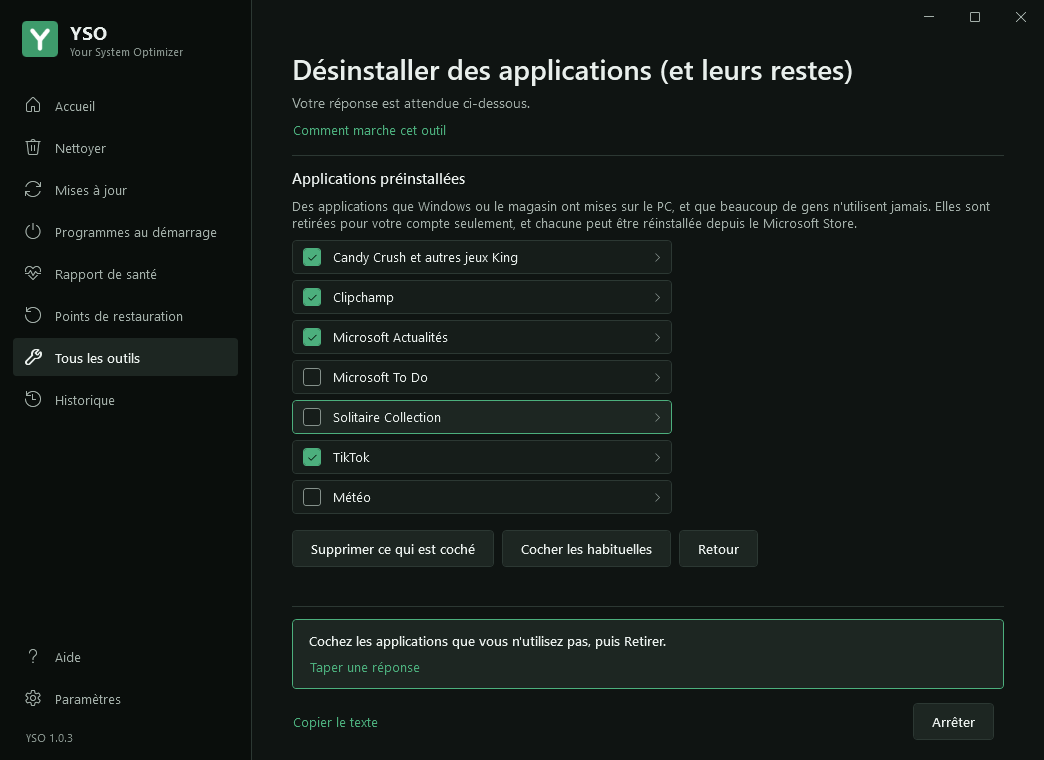 YSO
Your System Optimizer
Accueil
Nettoyer
Mises à jour
Programmes au démarrage
Rapport de santé
Points de restauration
Tous les outils
Historique
Aide
Paramètres
YSO 1.0.3
Désinstaller des applications (et leurs restes)
Votre réponse est attendue ci-dessous.
Comment marche cet outil
Applications préinstallées
Des applications que Windows ou le magasin ont mises sur le PC, et que beaucoup de gens n'utilisent jamais. Elles sont
retirées pour votre compte seulement, et chacune peut être réinstallée depuis le Microsoft Store.
Candy Crush et autres jeux King
Clipchamp
Microsoft Actualités
Microsoft To Do
Solitaire Collection
TikTok
Météo
Supprimer ce qui est coché
Cocher les habituelles
Retour
Cochez les applications que vous n'utilisez pas, puis Retirer.
Taper une réponse
Copier le texte
Arrêter